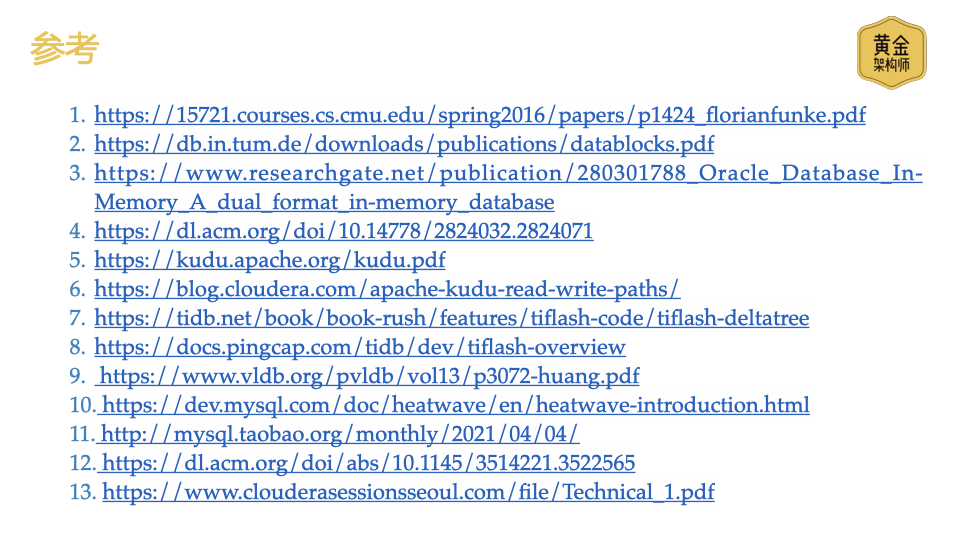 参考
黄金
架构师
1. https://15721.courses.cs.cmu.edu/spring2016/papers/p1424_florianfunke.pdf
2. https://db.in.tum.de/downloads/publications/datablocks.pdf
3. https://www.researchgate.net/publication/280301788_Oracle_Database_In-
Memory_A_dual_format_in-memory_database
4. https://dl.acm.org/doi/10.14778/2824032.2824071
5. https://kudu.apache.org/kudu.pdf
6. https://blog.cloudera.com/apache-kudu-read-write-paths/
7. https://tidb.net/book/book-rush/features/tiflash-code/tiflash-deltatree
8. https://docs.pingcap.com/tidb/dev/tiflash-overview
9. https://www.vldb.org/pvldb/vol13/p3072-huang.pdf
10. https://dev.mysql.com/doc/heatwave/en/heatwave-introduction.html
11. http://mysql.taobao.org/monthly/2021/04/04/
12. https://dl.acm.org/doi/abs/10.1145/3514221.3522565
13. https://www.clouderasessionsseoul.com/file/Technical_1.pdf